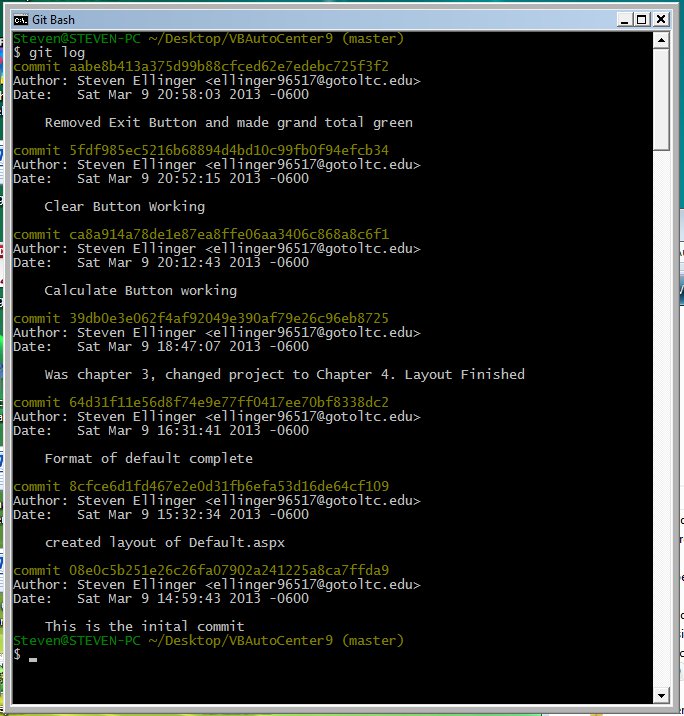 Git Bash
Steven@STEVEN-PC ~/Desktop/VBAutoCenter9 (master)
$ git log
commit aabe8b413a375d99b88cfced62e7edebc725f3f2
Author: Steven Ellinger <ellinger96517@gotoltc.edu>
Date:   Sat Mar 9 20:58:03 2013 -0600
Removed Exit Button and made grand total green
commit 5fdf985ec5216b68894d4bd10c99fb0f94efcb34
Author: Steven Ellinger <ellinger96517@gotoltc.edu>
Date:   Sat Mar 9 20:52:15 2013 -0600
Clear Button Working
commit ca8a914a78de1e87ea8ffe06aa3406c868a8c6f1
Author: Steven Ellinger <ellinger96517@gotoltc.edu>
Date:   Sat Mar 9 20:12:43 2013 -0600
Calculate Button working
commit 39db0e3e062f4af92049e390af79e26c96eb8725
Author: Steven Ellinger <ellinger96517@gotoltc.edu>
Date:   Sat Mar 9 18:47:07 2013 -0600
Was chapter 3, changed project to Chapter 4. Layout Finished
commit 64d31f11e56d8f74e9e77ff0417ee70bf8338dc2
Author: Steven Ellinger <ellinger96517@gotoltc.edu>
Date:   Sat Mar 9 16:31:41 2013 -0600
Format of default complete
commit 8cfce6d1fd467e2e0d31fb6efa53d16de64cf109
Author: Steven Ellinger <ellinger96517@gotoltc.edu>
Date:   Sat Mar 9 15:32:34 2013 -0600
created layout of Default.aspx
commit 08e0c5b251e26c26fa07902a241225a8ca7ffda9
Author: Steven Ellinger <ellinger96517@gotoltc.edu>
Date:   Sat Mar 9 14:59:43 2013 -0600
This is the inital commit
Steven@STEVEN-PC ~/Desktop/VBAutoCenter9 (master)
$